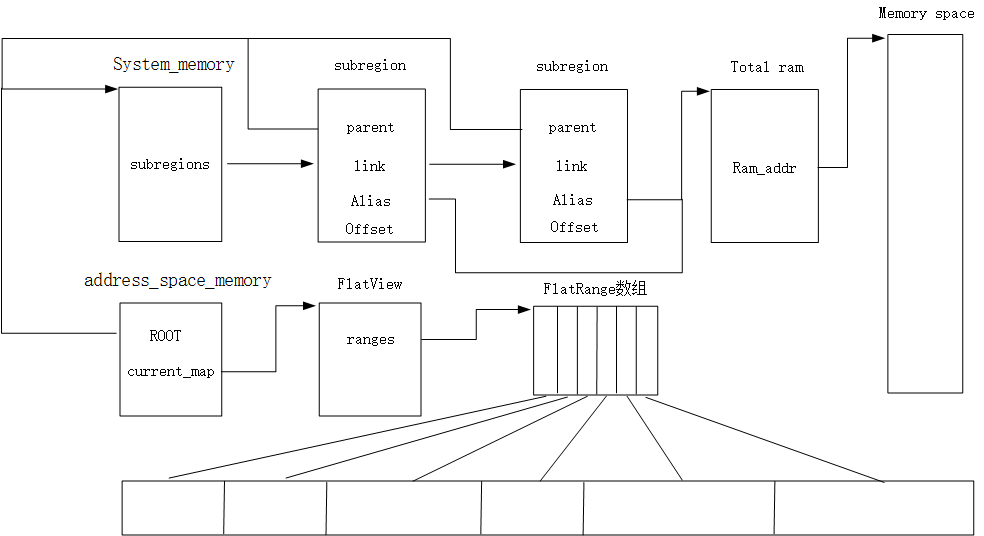 Memory space
System_memory
subregion
subregion
Total ram
subregions
parent
link
Alias
Offset
parent
link
Alias
Offset
Ram_addr
address_space_memory
FlatView
FlatRange数组
ROOT
current_map
ranges